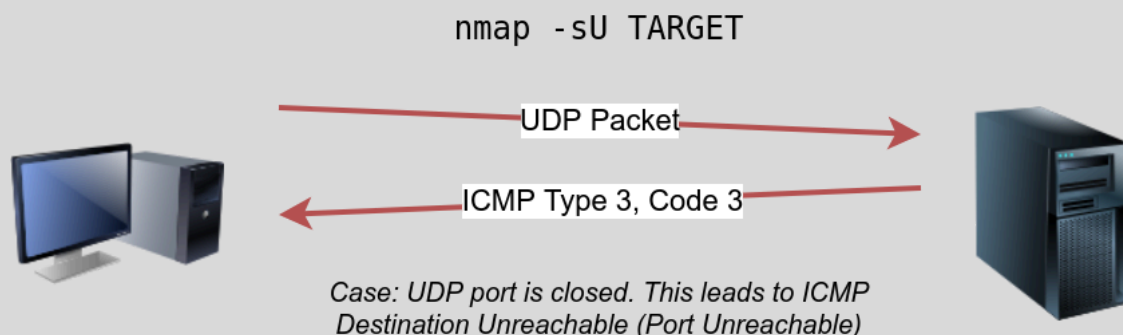 nmap -sU TARGET
UDP Packet
ICMP Type 3, Code 3
Case: UDP port is closed. This leads to ICMP
Destination Unreachable (Port Unreachable)